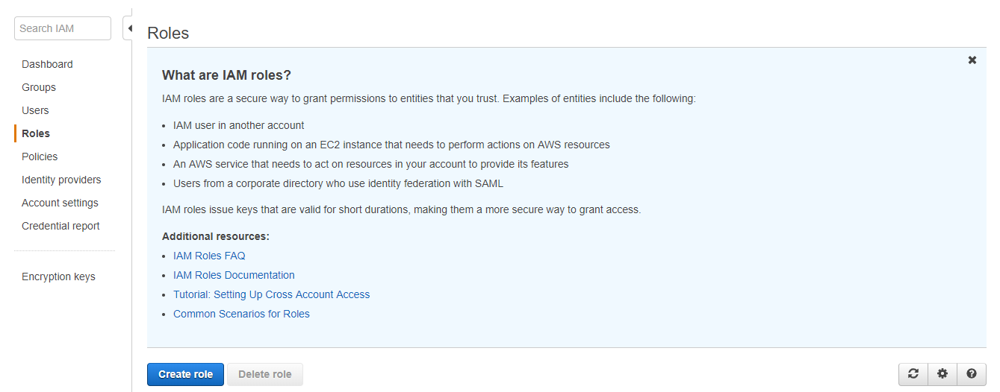 Search IAM
Dashboard
Groups
Users
Roles
Policies
Identity providers
Account settings
Credential report
Encryption keys
Roles
What are IAM roles?
IAM roles are a secure way to grant permissions to entities that you trust. Examples of entities include the following:
IAM user in another account
Application code running on an EC2 instance that needs to perform actions on AWS resources
An AWS service that needs to act on resources in your account to provide its features
Users from a corporate directory who use identity federation with SAML
IAM roles issue keys that are valid for short durations, making them a more secure way to grant access.
Additional resources:
IAM Roles FAQ
IAM Roles Documentation
Tutorial: Setting Up Cross Account Access
Common Scenarios for Roles
Create role
Delete role